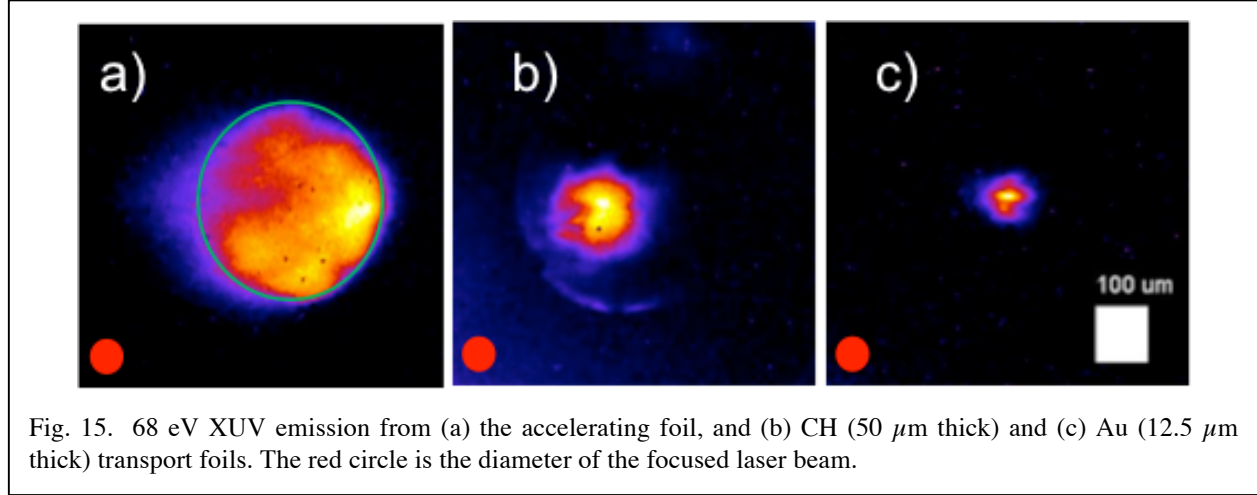 a)
b)
c)
100 um
Fig. 15. 68 eV XUV emission from (a) the accelerating foil, and (b) CH (50 µm thick) and (c) Au (12.5 µm
thick) transport foils. The red circle is the diameter of the focused laser beam.